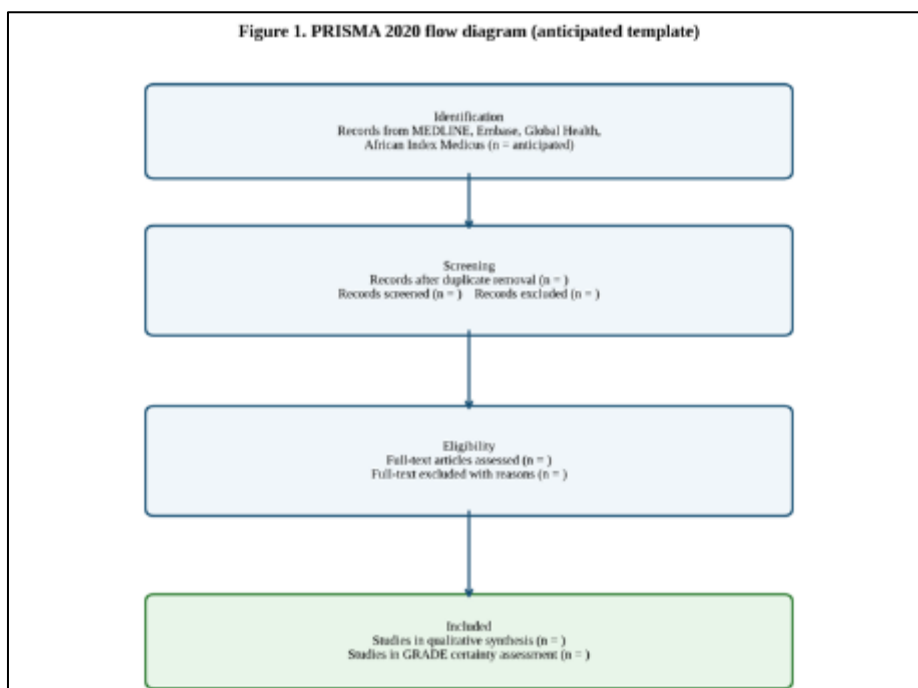 Figure 1. PRISMA 2020 flow diagram (anticipated template)
Identification
Records from MEDLINE, Embase, Global Health,
African Index Medicus (n = anticipated)
Screening
Records after duplicate removal (n = )
Records screened (n = ) Records excluded (n = )
Eligibility
Full-text articles assessed (n = )
Full-text excluded with reasons (n = )
Included
Studies in qualitative synthesis (n = )
Studies in GRADE certainty assessment (n = )